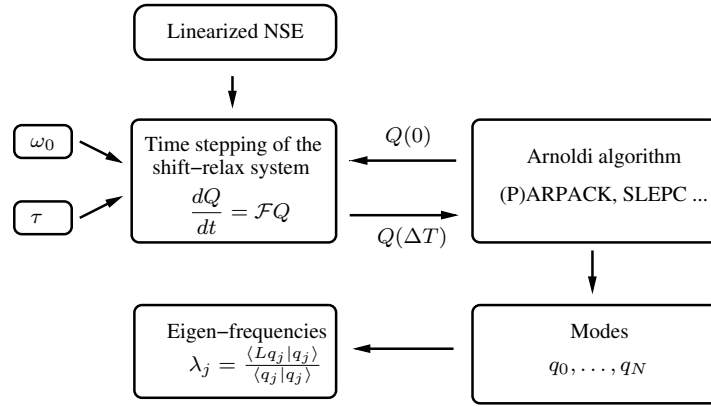 Linearized NSE
ω₀
τ
Time stepping of the
shift−relax system
dQ/dt = ℱQ
Q(0)
Q(ΔT)
Arnoldi algorithm
(P)ARPACK, SLEPC ...
Eigen−frequencies
λⱼ = ⟨Lqⱼ|qⱼ⟩/⟨qⱼ|qⱼ⟩
Modes
q₀, . . . , q_N